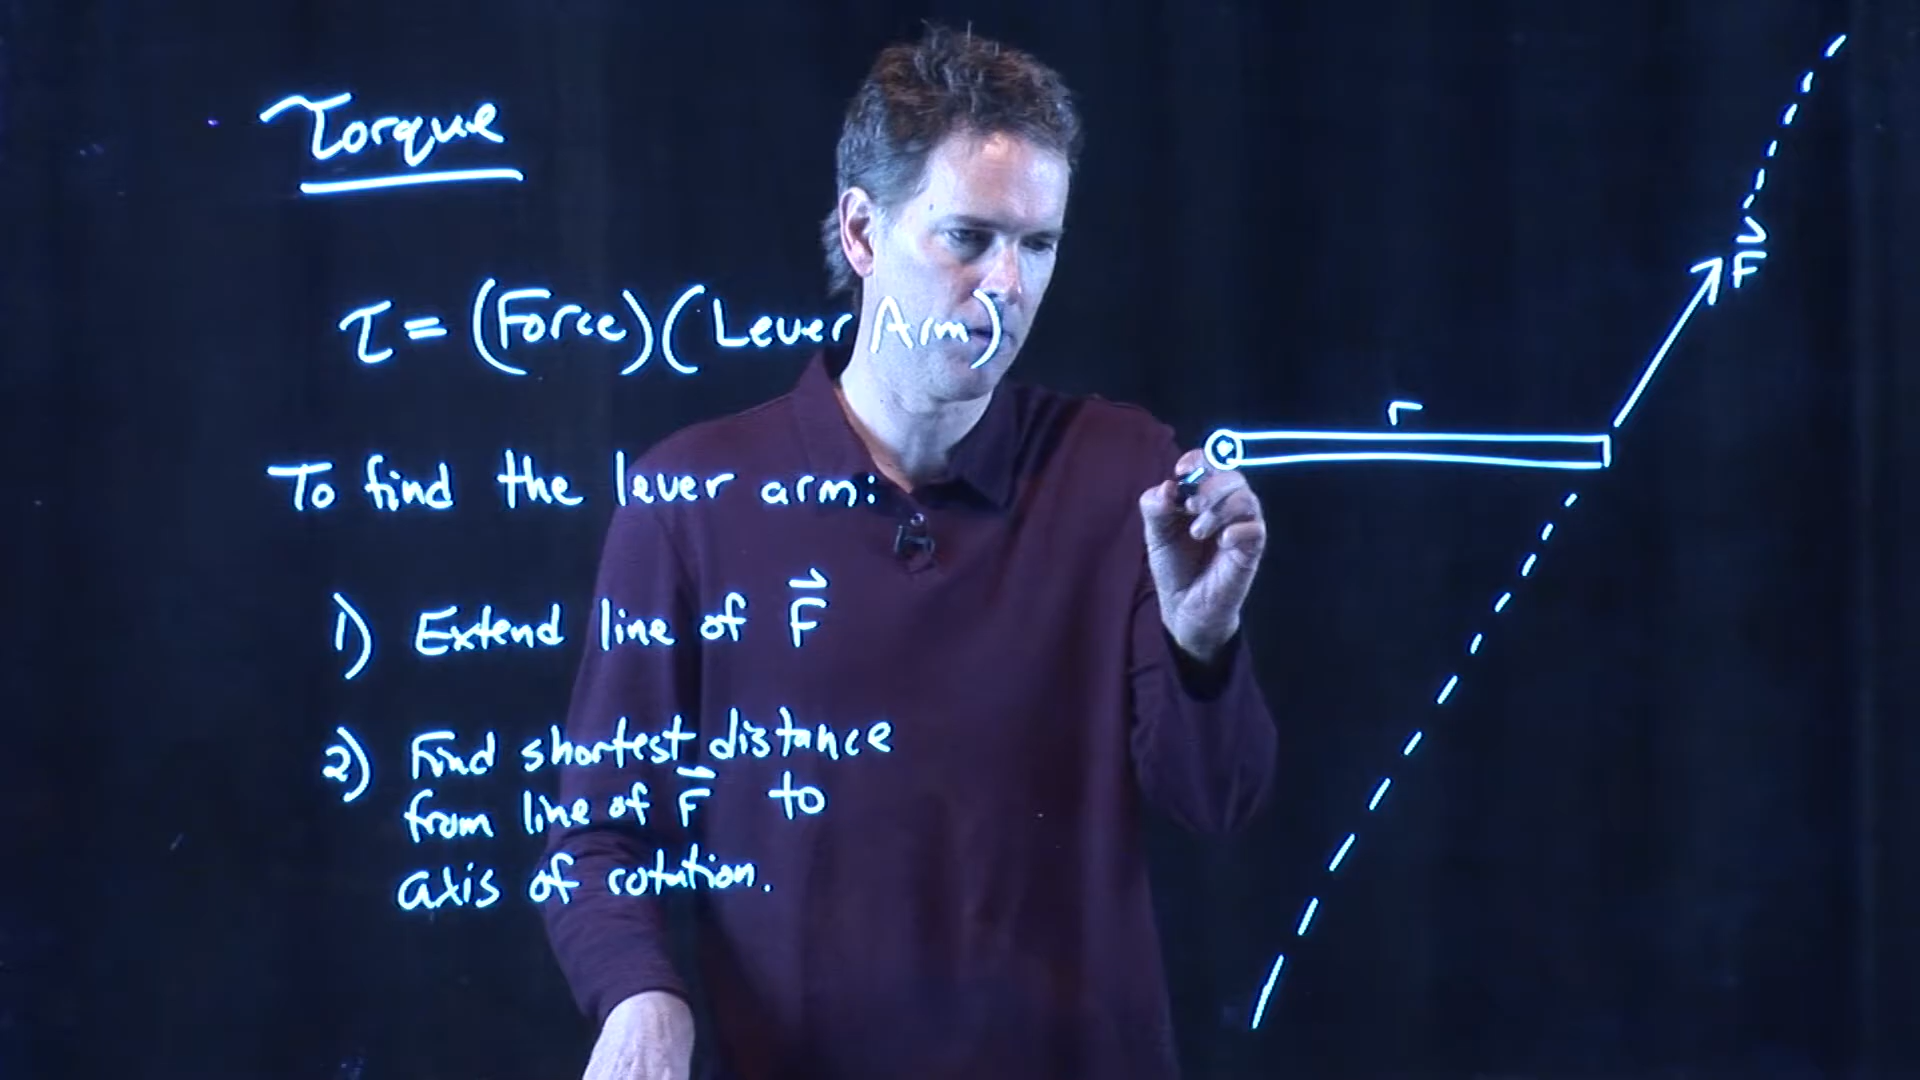 Torque
τ = (Force)(Lever Arm)
To find the lever arm:
1) Extend line of F⃗
2) Find shortest distance
from line of F⃗ to
axis of rotation.
r
F⃗